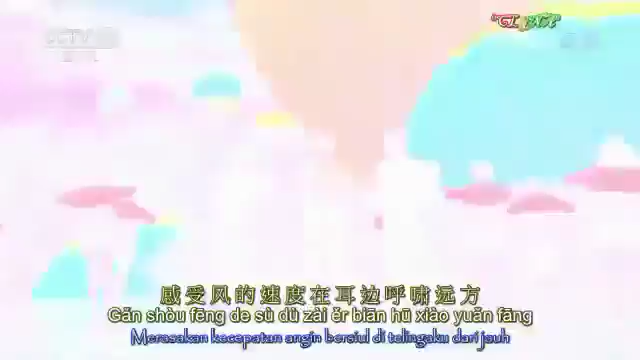 CCTV
感受风的速度在耳边呼啸远方
Gǎn shòu fēng de sù dù zài ěr biān hū xiào yuǎn fāng
Merasakan kecepatan angin bersiul di telingaku dari jauh